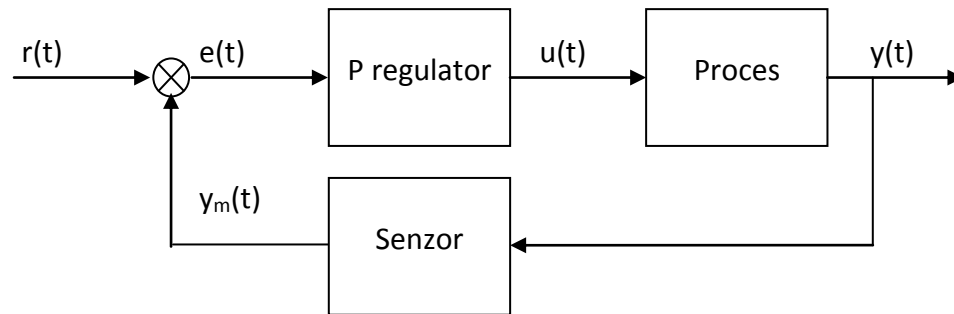 r(t)
e(t)
P regulator
u(t)
Proces
y(t)
yₘ(t)
Senzor